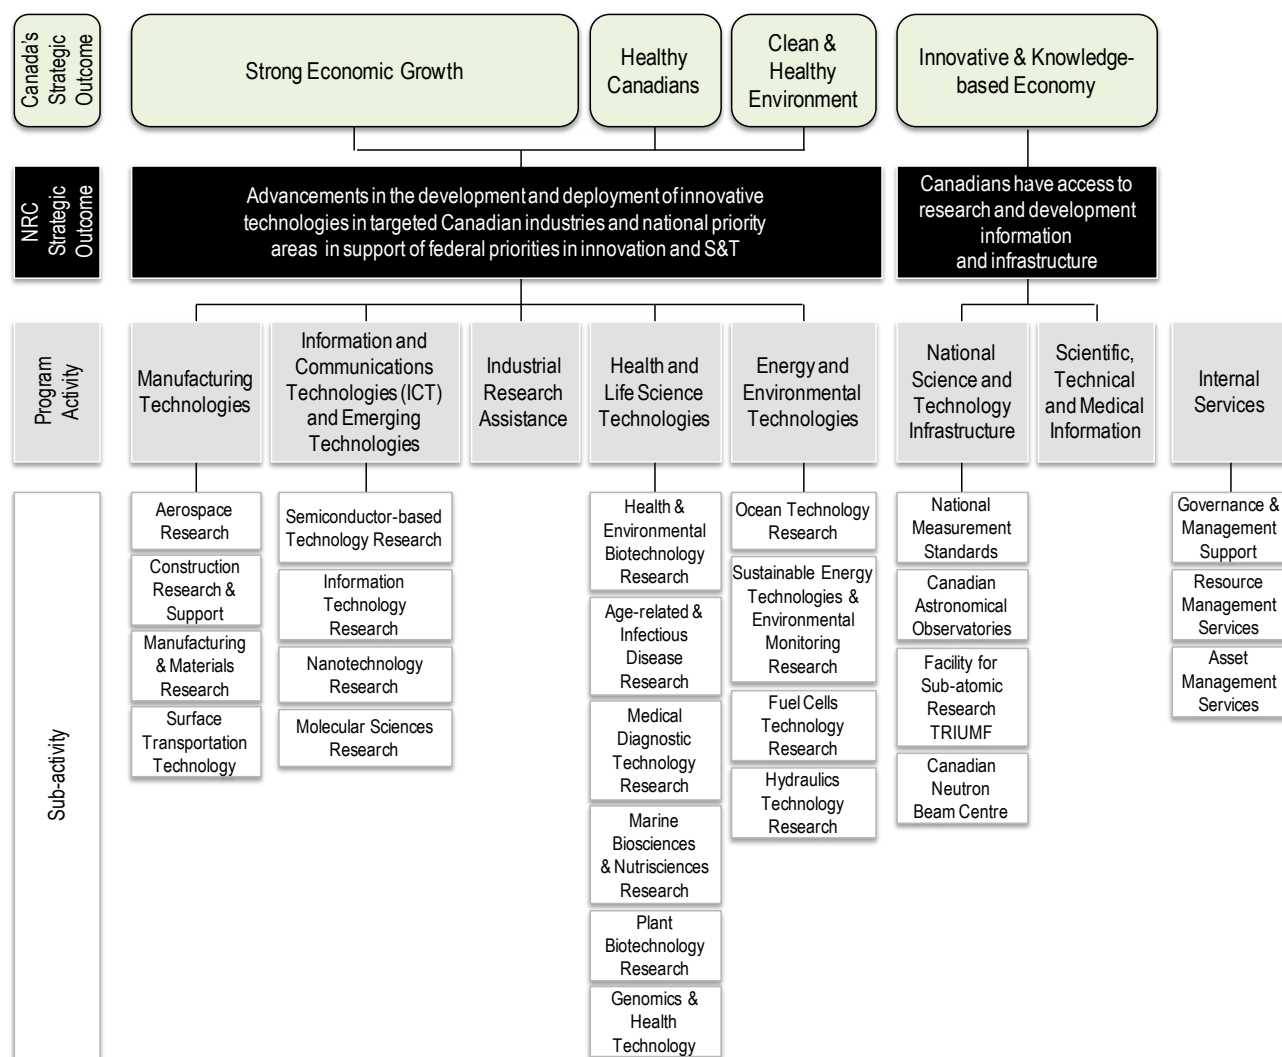 Canada's
Strategic
Outcome
Strong Economic Growth
Healthy
Canadians
Clean &
Healthy
Environment
Innovative & Knowledge-
based Economy
NRC
Strategic
Outcome
Advancements in the development and deployment of innovative
technologies in targeted Canadian industries and national priority
areas in support of federal priorities in innovation and S&T
Canadians have access to
research and development
information
and infrastructure
Program
Activity
Manufacturing
Technologies
Information and
Communications
Technologies (ICT)
and Emerging
Technologies
Industrial
Research
Assistance
Health and
Life Science
Technologies
Energy and
Environmental
Technologies
National
Science and
Technology
Infrastructure
Scientific,
Technical
and Medical
Information
Internal
Services
Sub-activity
Aerospace
Research
Construction
Research &
Support
Manufacturing
& Materials
Research
Surface
Transportation
Technology
Semiconductor-based
Technology Research
Information
Technology
Research
Nanotechnology
Research
Molecular Sciences
Research
Health &
Environmental
Biotechnology
Research
Age-related &
Infectious
Disease
Research
Medical
Diagnostic
Technology
Research
Marine
Biosciences
& Nutrisciences
Research
Plant
Biotechnology
Research
Genomics &
Health
Technology
Ocean Technology
Research
Sustainable Energy
Technologies &
Environmental
Monitoring
Research
Fuel Cells
Technology
Research
Hydraulics
Technology
Research
National
Measurement
Standards
Canadian
Astronomical
Observatories
Facility for
Sub-atomic
Research
TRIUMF
Canadian
Neutron
Beam Centre
Governance &
Management
Support
Resource
Management
Services
Asset
Management
Services